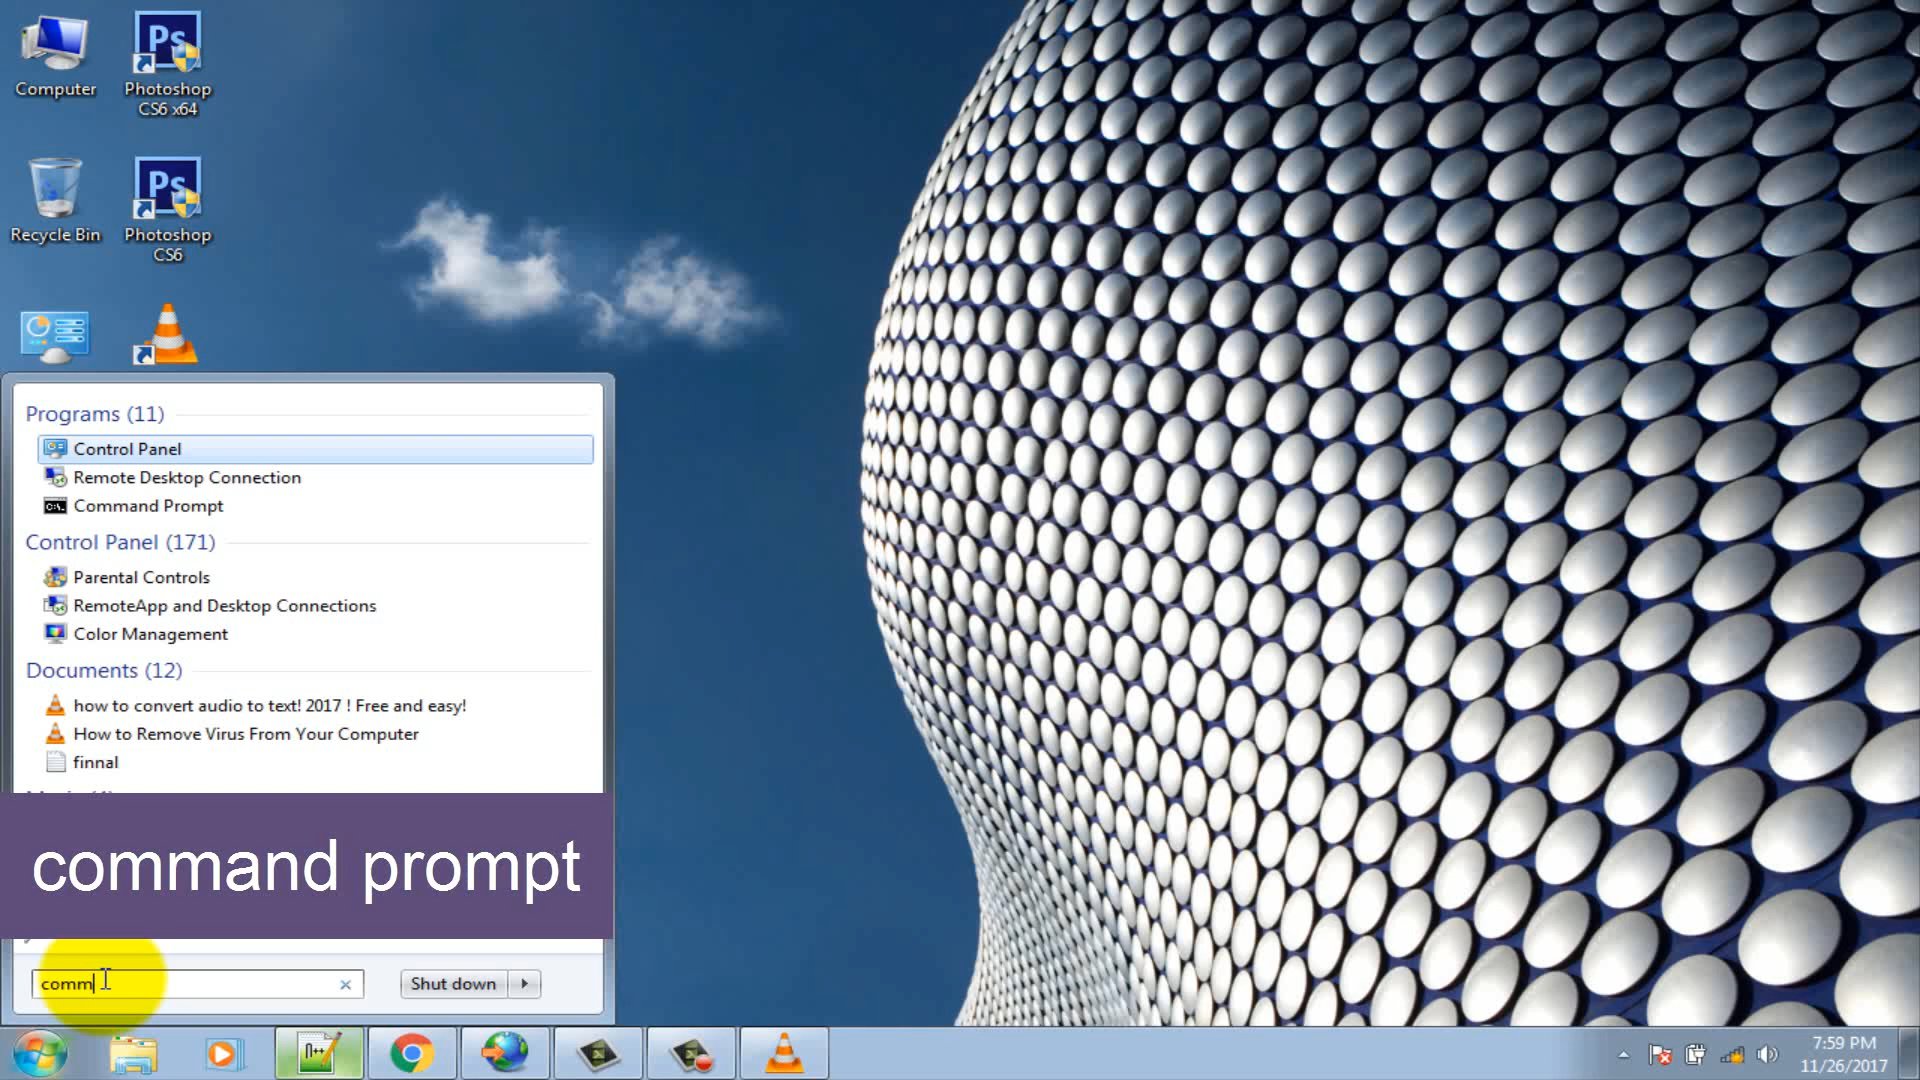 Computer
Photoshop
CS6 x64
Recycle Bin
Photoshop
CS6
Programs (11)
Control Panel
Remote Desktop Connection
Command Prompt
Control Panel (171)
Parental Controls
RemoteApp and Desktop Connections
Color Management
Documents (12)
how to convert audio to text! 2017 ! Free and easy!
How to Remove Virus From Your Computer
finnal
command prompt
comm
Shut down
7:59 PM
11/26/2017